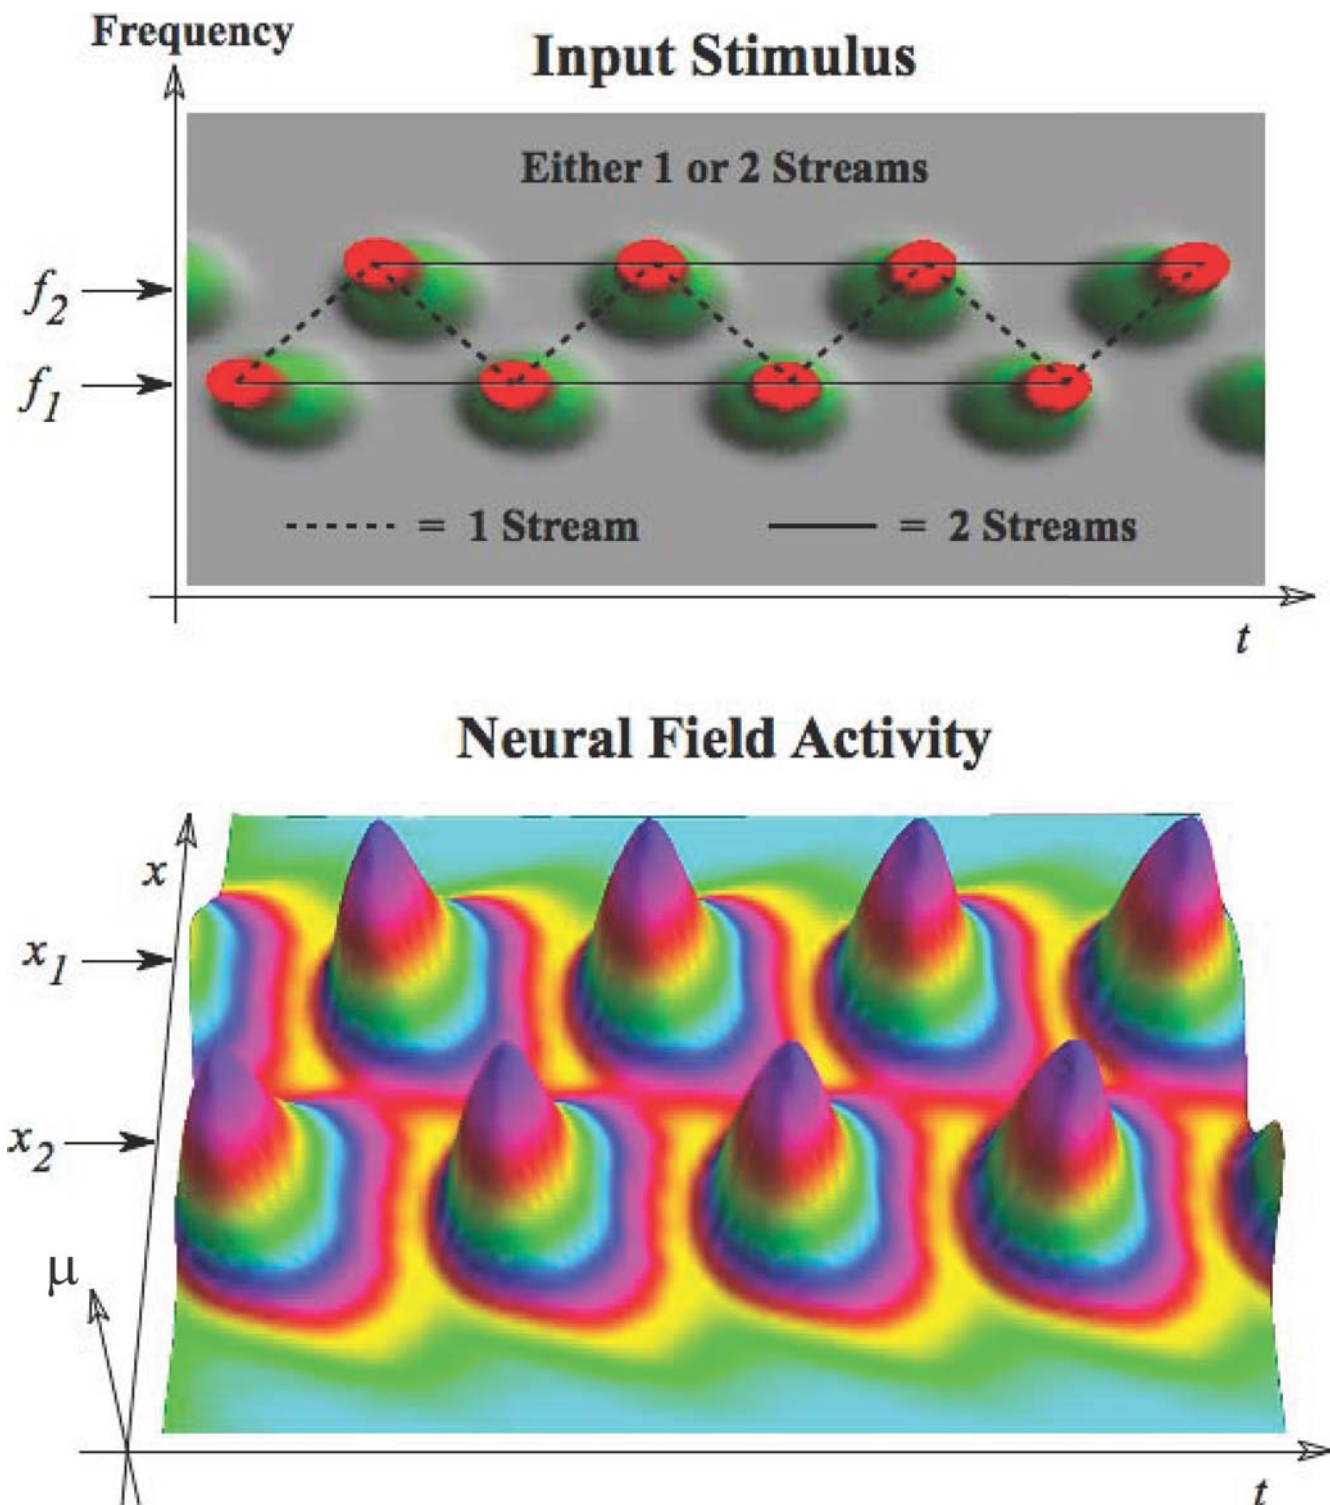 Frequency
Input Stimulus
Either 1 or 2 Streams
f2
f1
= 1 Stream
= 2 Streams
t
Neural Field Activity
x
x1
x2
μ
t